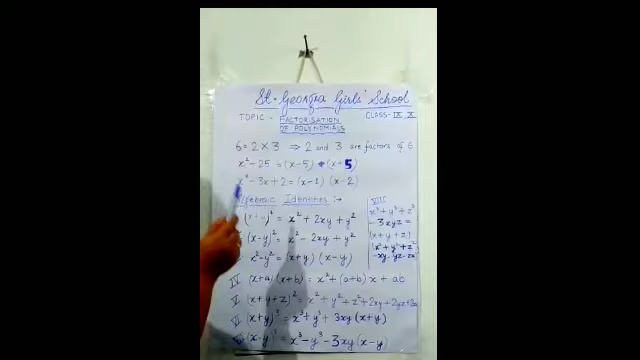 St. Georgia Girls' School
TOPIC - FACTORISATION OF POLYNOMIALS CLASS- IX, X
6 = 2 × 3 ⇒ 2 and 3 are factors of 6
x² - 25 = (x-5) (x+5)
x² - 3x + 2 = (x-1) (x-2)
Algebraic Identities :-
(x+y)² = x² + 2xy + y²
(x-y)² = x² - 2xy + y²
x² - y² = (x+y) (x-y)
IV (x+a) (x+b) = x² + (a+b) x + ab
V (x+y+z)² = x² + y² + z² + 2xy + 2yz +
VI (x+y)³ = x³ + y³ + 3xy (x+y)
VII (x-y)³ = x³ - y³ - 3xy (x-y)
VIII
x³ + y³ + z³
- 3xyz =
(x+y+z)
(x² + y² + z²
-xy-yz-zx)